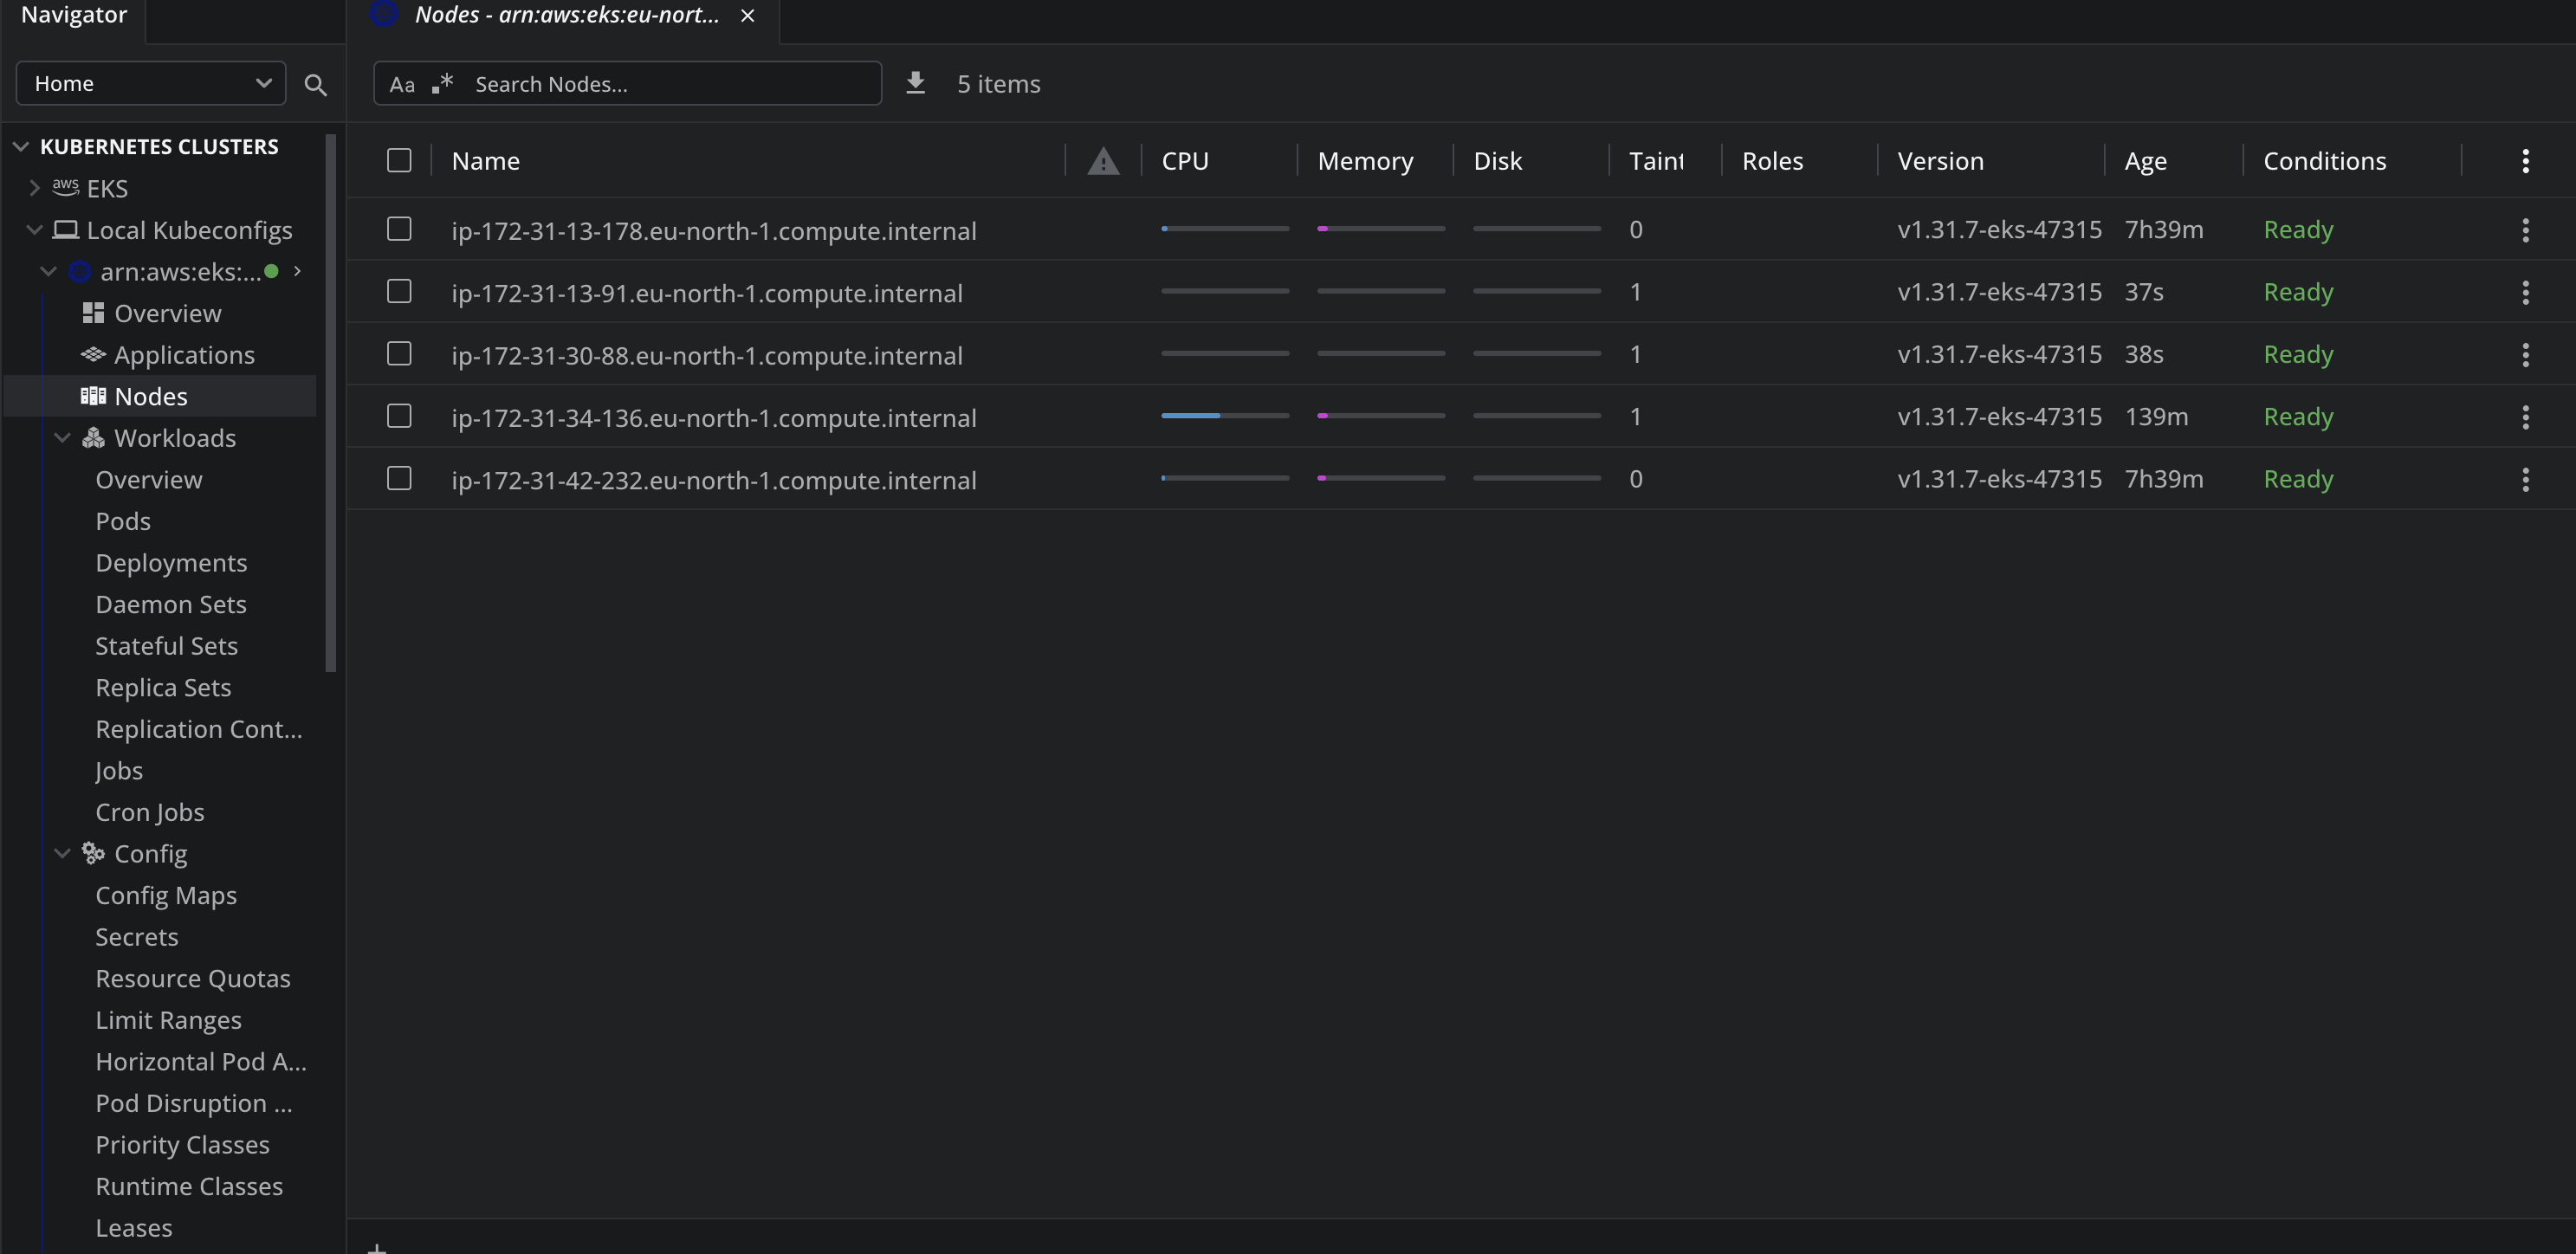 Navigator
Nodes - arn:aws:eks:eu-nort...
Home
Aa .* Search Nodes...
5 items
KUBERNETES CLUSTERS
aws EKS
Local Kubeconfigs
arn:aws:eks:...
Overview
Applications
Nodes
Workloads
Overview
Pods
Deployments
Daemon Sets
Stateful Sets
Replica Sets
Replication Cont...
Jobs
Cron Jobs
Config
Config Maps
Secrets
Resource Quotas
Limit Ranges
Horizontal Pod A...
Pod Disruption ...
Priority Classes
Runtime Classes
Leases
Name CPU Memory Disk Taint Roles Version Age Conditions
ip-172-31-13-178.eu-north-1.compute.internal 0 v1.31.7-eks-47315 7h39m Ready
ip-172-31-13-91.eu-north-1.compute.internal 1 v1.31.7-eks-47315 37s Ready
ip-172-31-30-88.eu-north-1.compute.internal 1 v1.31.7-eks-47315 38s Ready
ip-172-31-34-136.eu-north-1.compute.internal 1 v1.31.7-eks-47315 139m Ready
ip-172-31-42-232.eu-north-1.compute.internal 0 v1.31.7-eks-47315 7h39m Ready